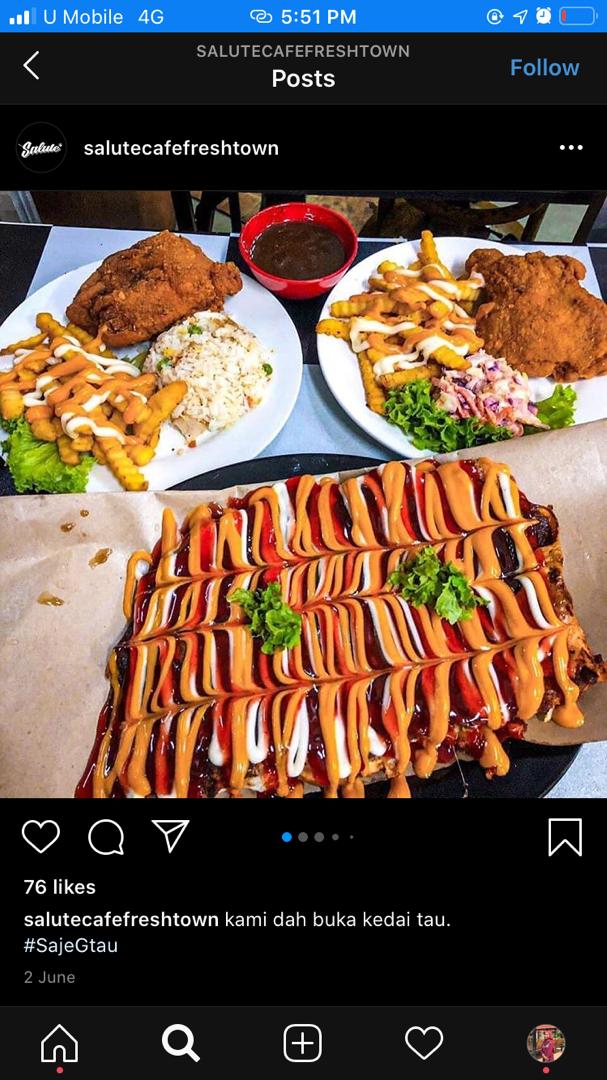 U Mobile 4G 5:51 PM
SALUTECAFEFRESHTOWN
Posts
Follow
Salute
salutecafefreshtown
76 likes
salutecafefreshtown kami dah buka kedai tau.
#SajeGtau
2 June